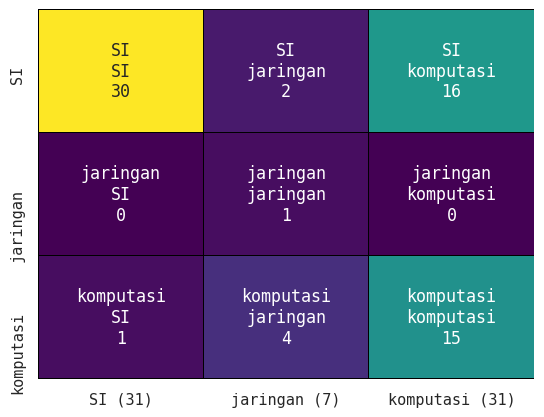 SI
SI
SI
30
SI
jaringan
2
SI
komputasi
16
jaringan
jaringan
SI
0
jaringan
jaringan
1
jaringan
komputasi
0
komputasi
komputasi
SI
1
komputasi
jaringan
4
komputasi
komputasi
15
SI (31)
jaringan (7)
komputasi (31)